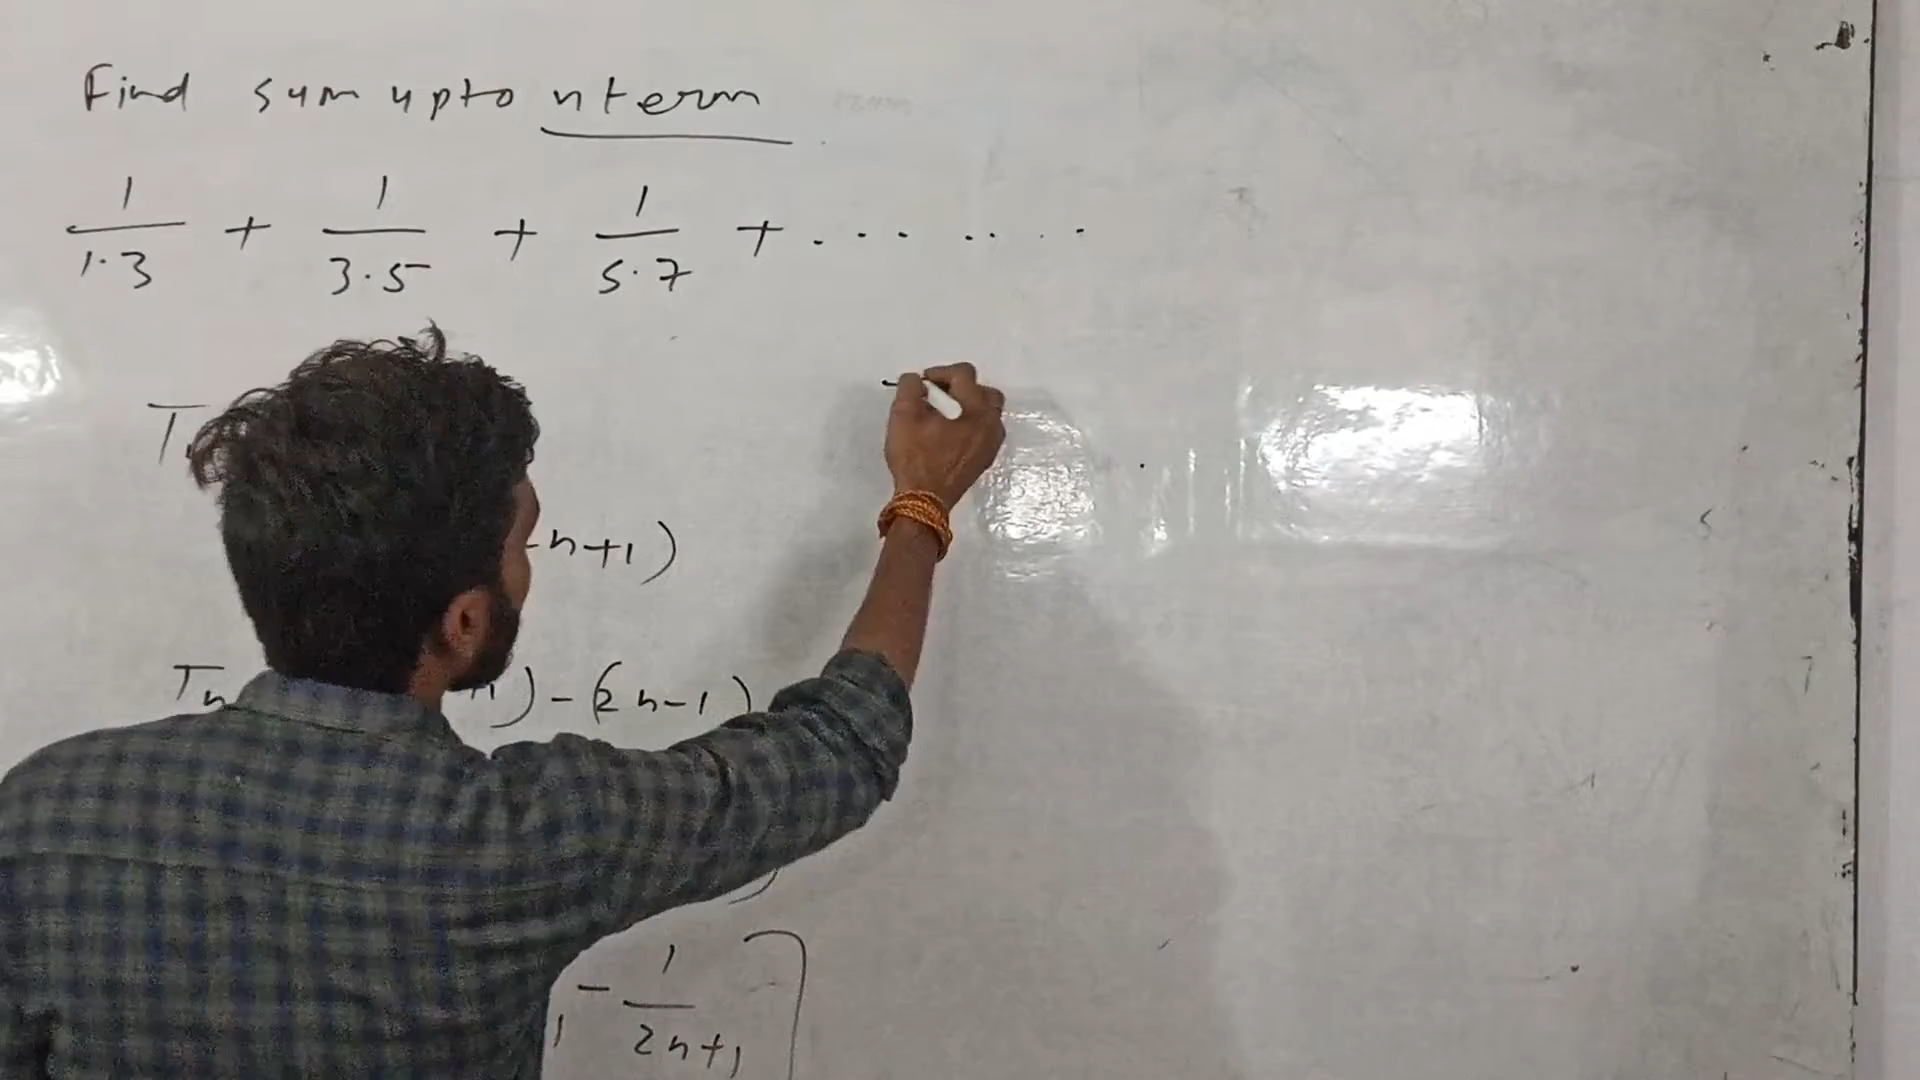 Find sum upto n term
1/1·3 + 1/3·5 + 1/5·7 + . . . . . . .
T
-n+1)
Tn 1) - (2n-1)
)
- 1/2n+1 ]